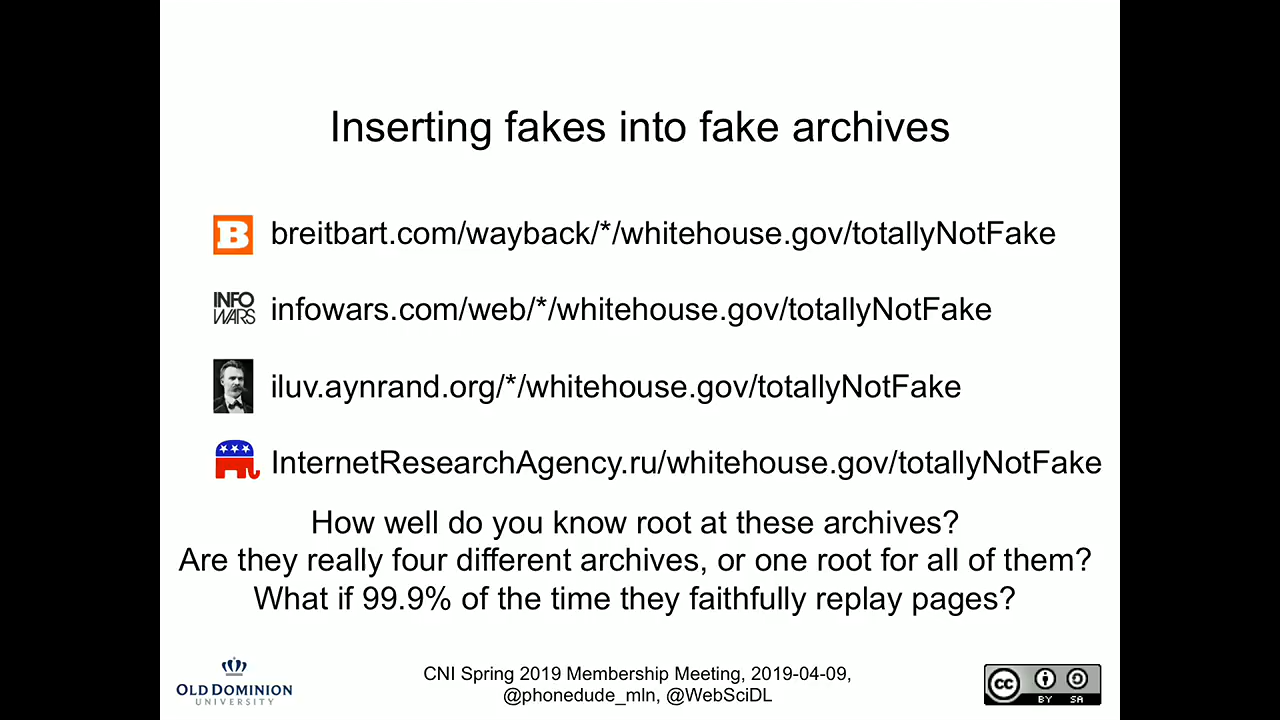 Inserting fakes into fake archives
B
breitbart.com/wayback/*/whitehouse.gov/totallyNotFake
INFO
WARS
infowars.com/web/*/whitehouse.gov/totallyNotFake
iluv.aynrand.org/*/whitehouse.gov/totallyNotFake
InternetResearchAgency.ru/whitehouse.gov/totallyNotFake
How well do you know root at these archives?
Are they really four different archives, or one root for all of them?
What if 99.9% of the time they faithfully replay pages?
OLD DOMINION
UNIVERSITY
CNI Spring 2019 Membership Meeting, 2019-04-09,
@phonedude_mln, @WebSciDL
cc
BY SA